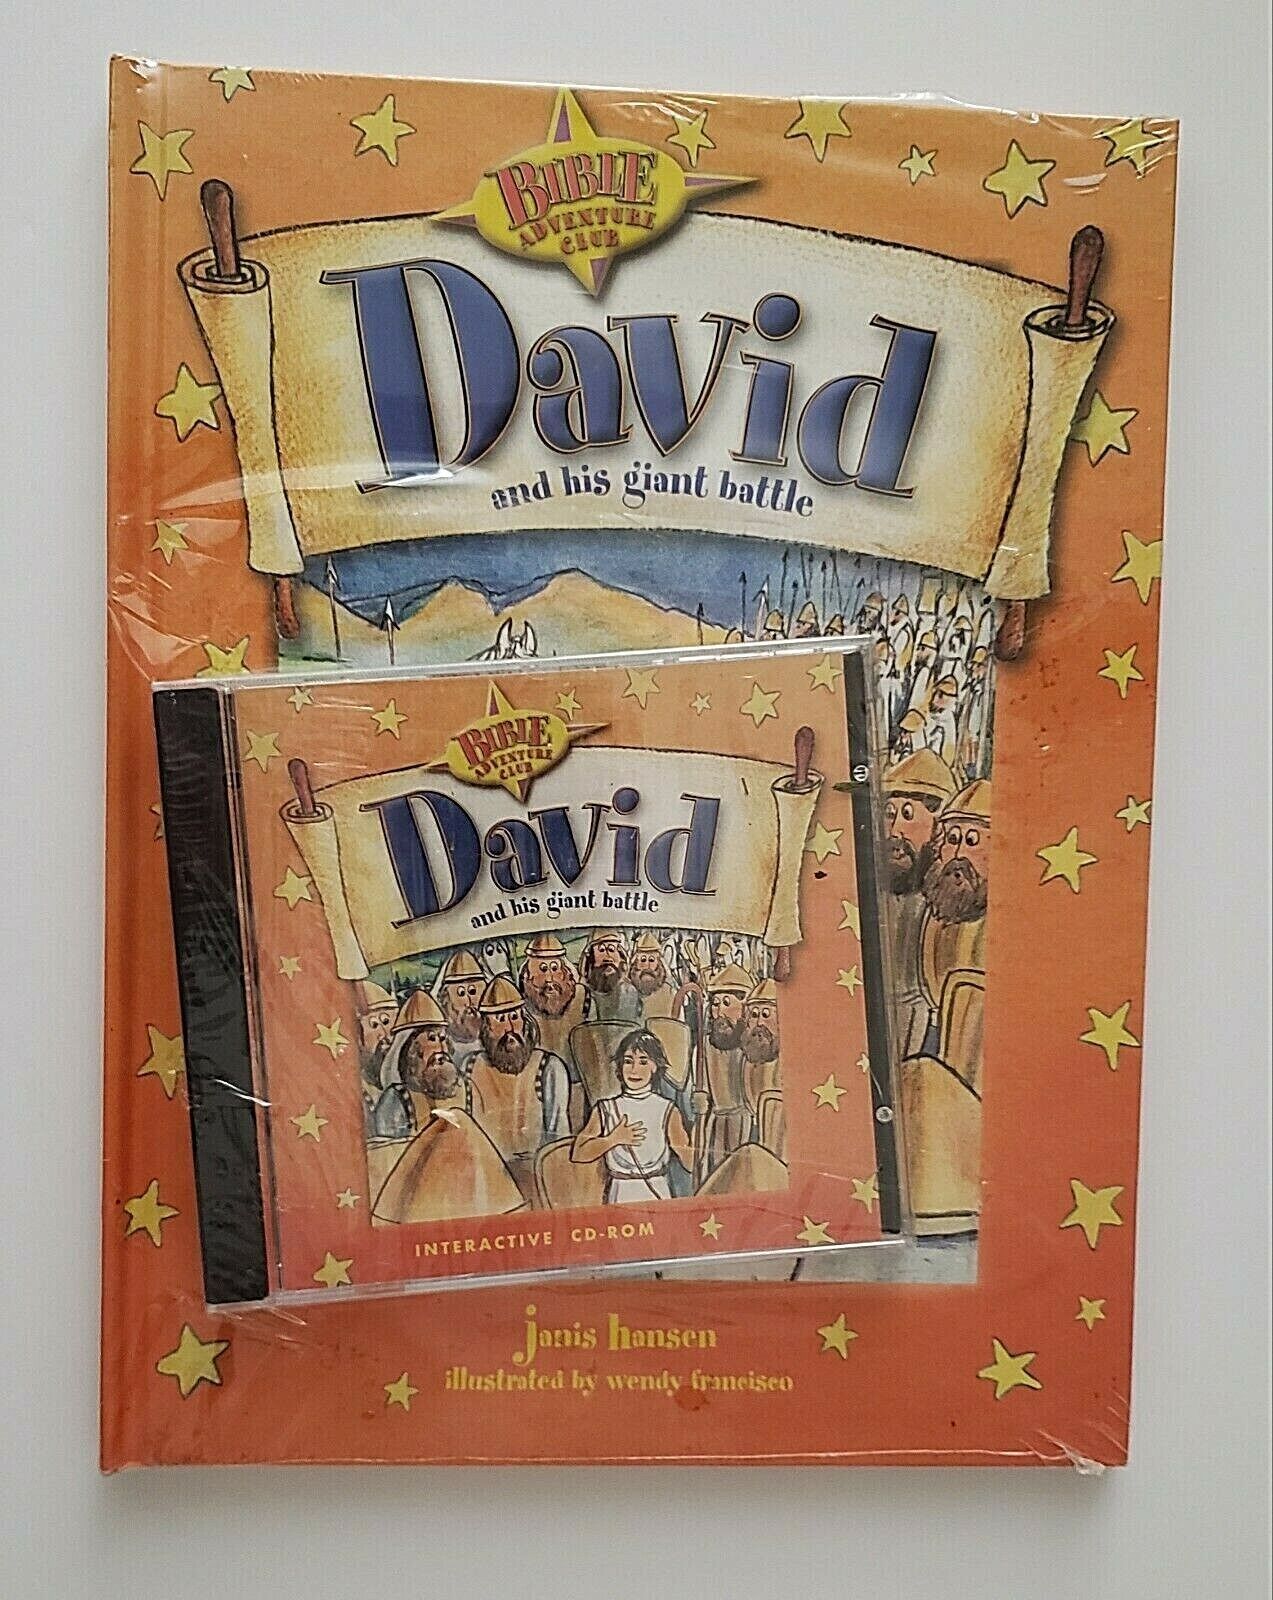 BIBLE
ADVENTURE
CLUB
David
and his giant battle
BIBLE
ADVENTURE
CLUB
David
and his giant battle
INTERACTIVE CD-ROM
janis hansen
illustrated by wendy francisco